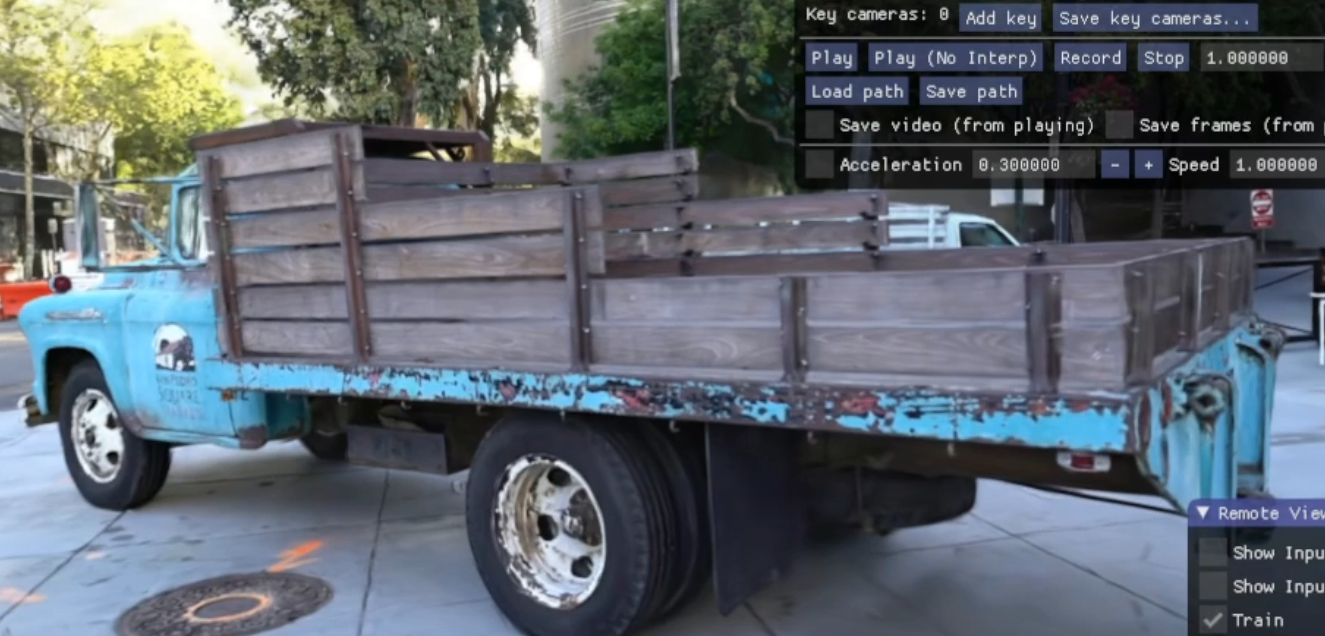 Key cameras: 0 Add key Save key cameras...
Play Play (No Interp) Record Stop 1.000000
Load path Save path
Save video (from playing) Save frames (from
Acceleration 0.300000 - + Speed 1.000000
SQUARE
▼ Remote View
Show Inpu
Show Inpu
Train